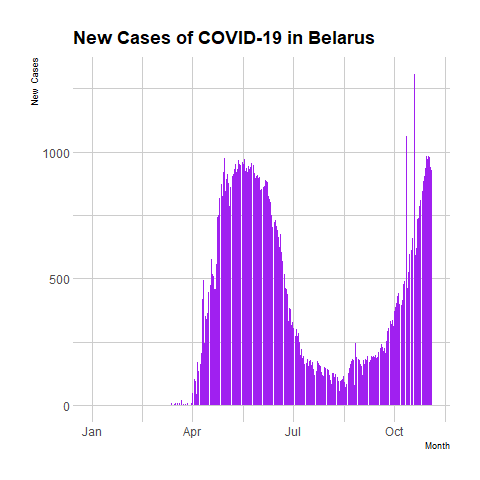 New Cases of COVID-19 in Belarus
New Cases
1000
500
0
Jan Apr Jul Oct
Month